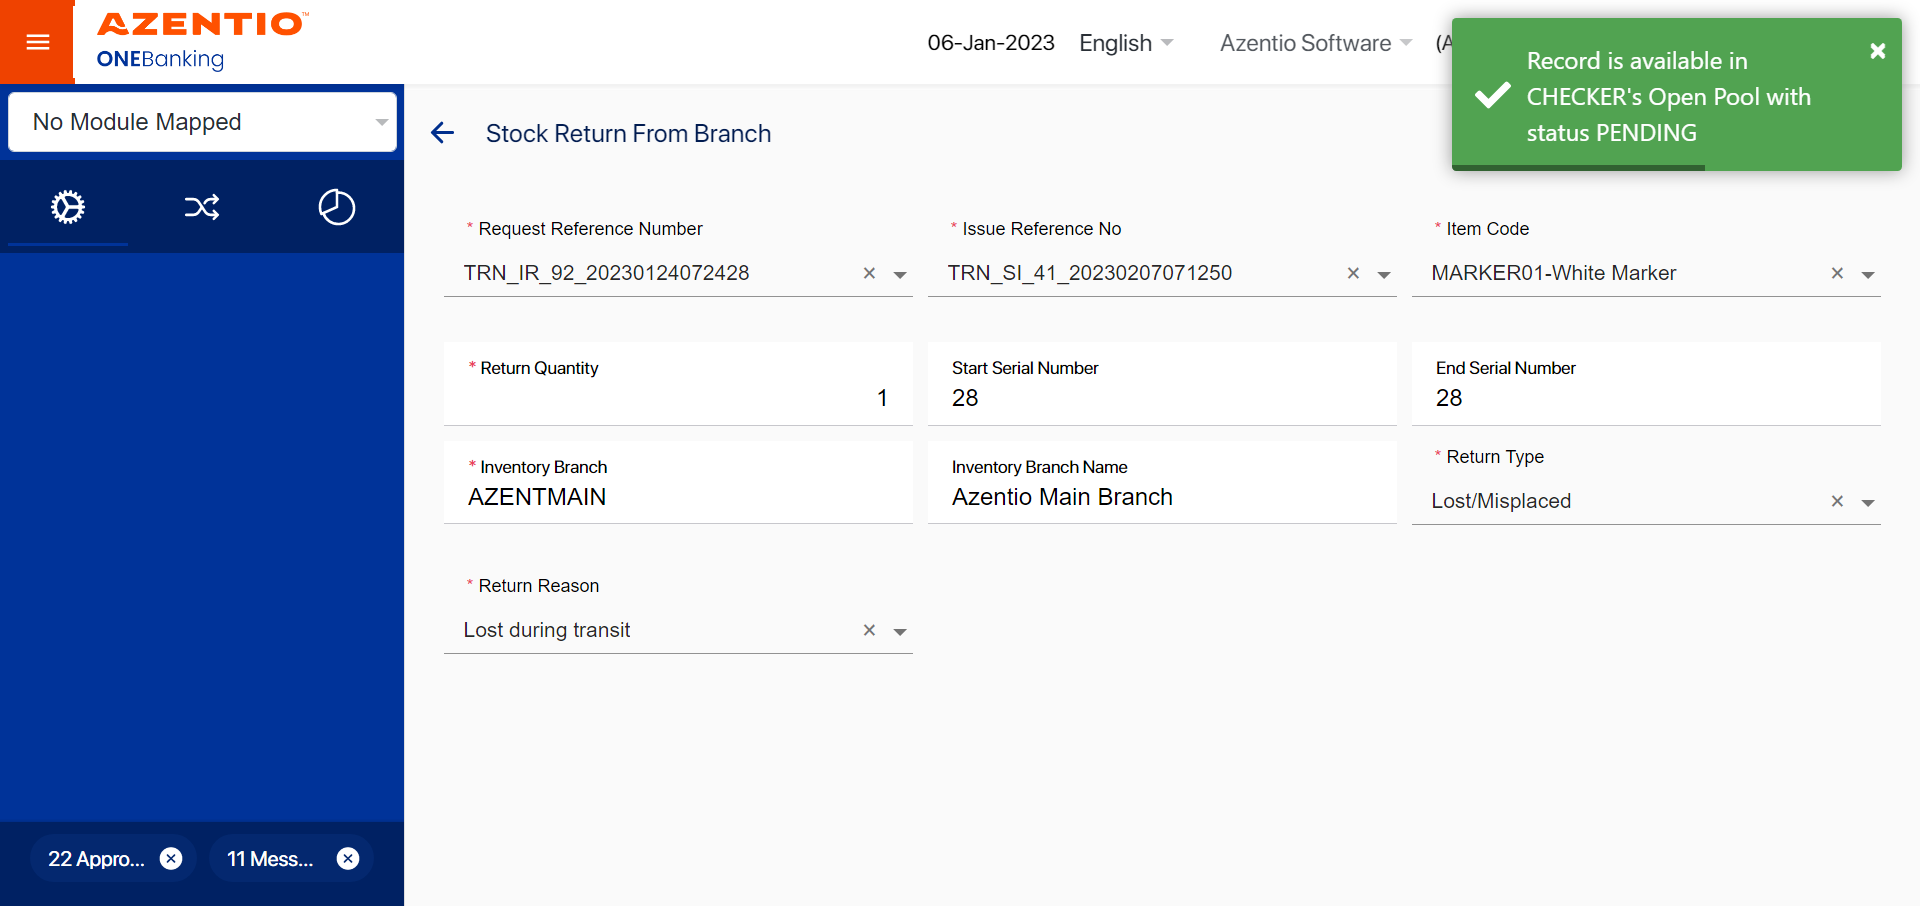 AZENTIO™
ONEBanking
06-Jan-2023
English
Azentio Software
(A
Record is available in
CHECKER's Open Pool with
status PENDING
No Module Mapped
Stock Return From Branch
* Request Reference Number
TRN_IR_92_20230124072428
* Issue Reference No
TRN_SI_41_20230207071250
* Item Code
MARKER01-White Marker
* Return Quantity
1
Start Serial Number
28
End Serial Number
28
* Inventory Branch
AZENTMAIN
Inventory Branch Name
Azentio Main Branch
* Return Type
Lost/Misplaced
* Return Reason
Lost during transit
22 Appro...
11 Mess...